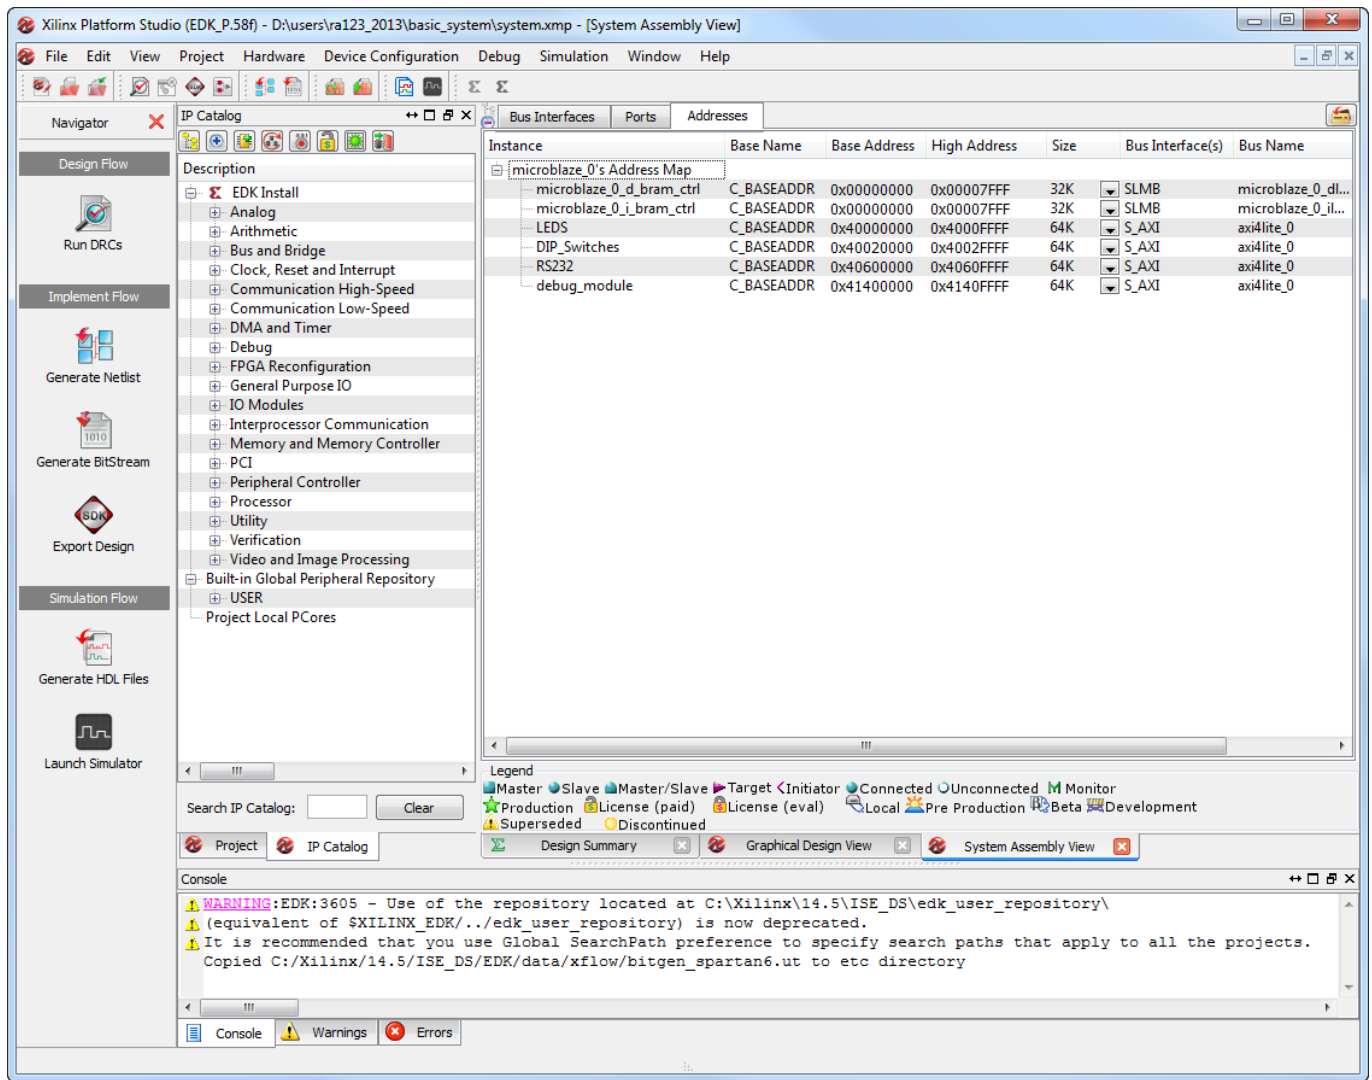 Xilinx Platform Studio (EDK_P.58f) - D:\users\ra123_2013\basic_system\system.xmp - [System Assembly View]
File Edit View Project Hardware Device Configuration Debug Simulation Window Help
Navigator
Design Flow
Run DRCs
Implement Flow
Generate Netlist
1010
Generate BitStream
SDK
Export Design
Simulation Flow
Generate HDL Files
Launch Simulator
IP Catalog
Description
EDK Install
Analog
Arithmetic
Bus and Bridge
Clock, Reset and Interrupt
Communication High-Speed
Communication Low-Speed
DMA and Timer
Debug
FPGA Reconfiguration
General Purpose IO
IO Modules
Interprocessor Communication
Memory and Memory Controller
PCI
Peripheral Controller
Processor
Utility
Verification
Video and Image Processing
Built-in Global Peripheral Repository
USER
Project Local PCores
Search IP Catalog: Clear
Project IP Catalog
Bus Interfaces Ports Addresses
Instance Base Name Base Address High Address Size Bus Interface(s) Bus Name
microblaze_0's Address Map
microblaze_0_d_bram_ctrl C_BASEADDR 0x00000000 0x00007FFF 32K SLMB microblaze_0_dl...
microblaze_0_i_bram_ctrl C_BASEADDR 0x00000000 0x00007FFF 32K SLMB microblaze_0_il...
LEDS C_BASEADDR 0x40000000 0x4000FFFF 64K S_AXI axi4lite_0
DIP_Switches C_BASEADDR 0x40020000 0x4002FFFF 64K S_AXI axi4lite_0
RS232 C_BASEADDR 0x40600000 0x4060FFFF 64K S_AXI axi4lite_0
debug_module C_BASEADDR 0x41400000 0x4140FFFF 64K S_AXI axi4lite_0
Legend
Master Slave Master/Slave Target Initiator Connected Unconnected M Monitor
Production License (paid) License (eval) Local Pre Production Beta Development
Superseded Discontinued
Design Summary Graphical Design View System Assembly View
Console
WARNING:EDK:3605 - Use of the repository located at C:\Xilinx\14.5\ISE_DS\edk_user_repository\
(equivalent of $XILINX_EDK/../edk_user_repository) is now deprecated.
It is recommended that you use Global SearchPath preference to specify search paths that apply to all the projects.
Copied C:/Xilinx/14.5/ISE_DS/EDK/data/xflow/bitgen_spartan6.ut to etc directory
Console Warnings Errors